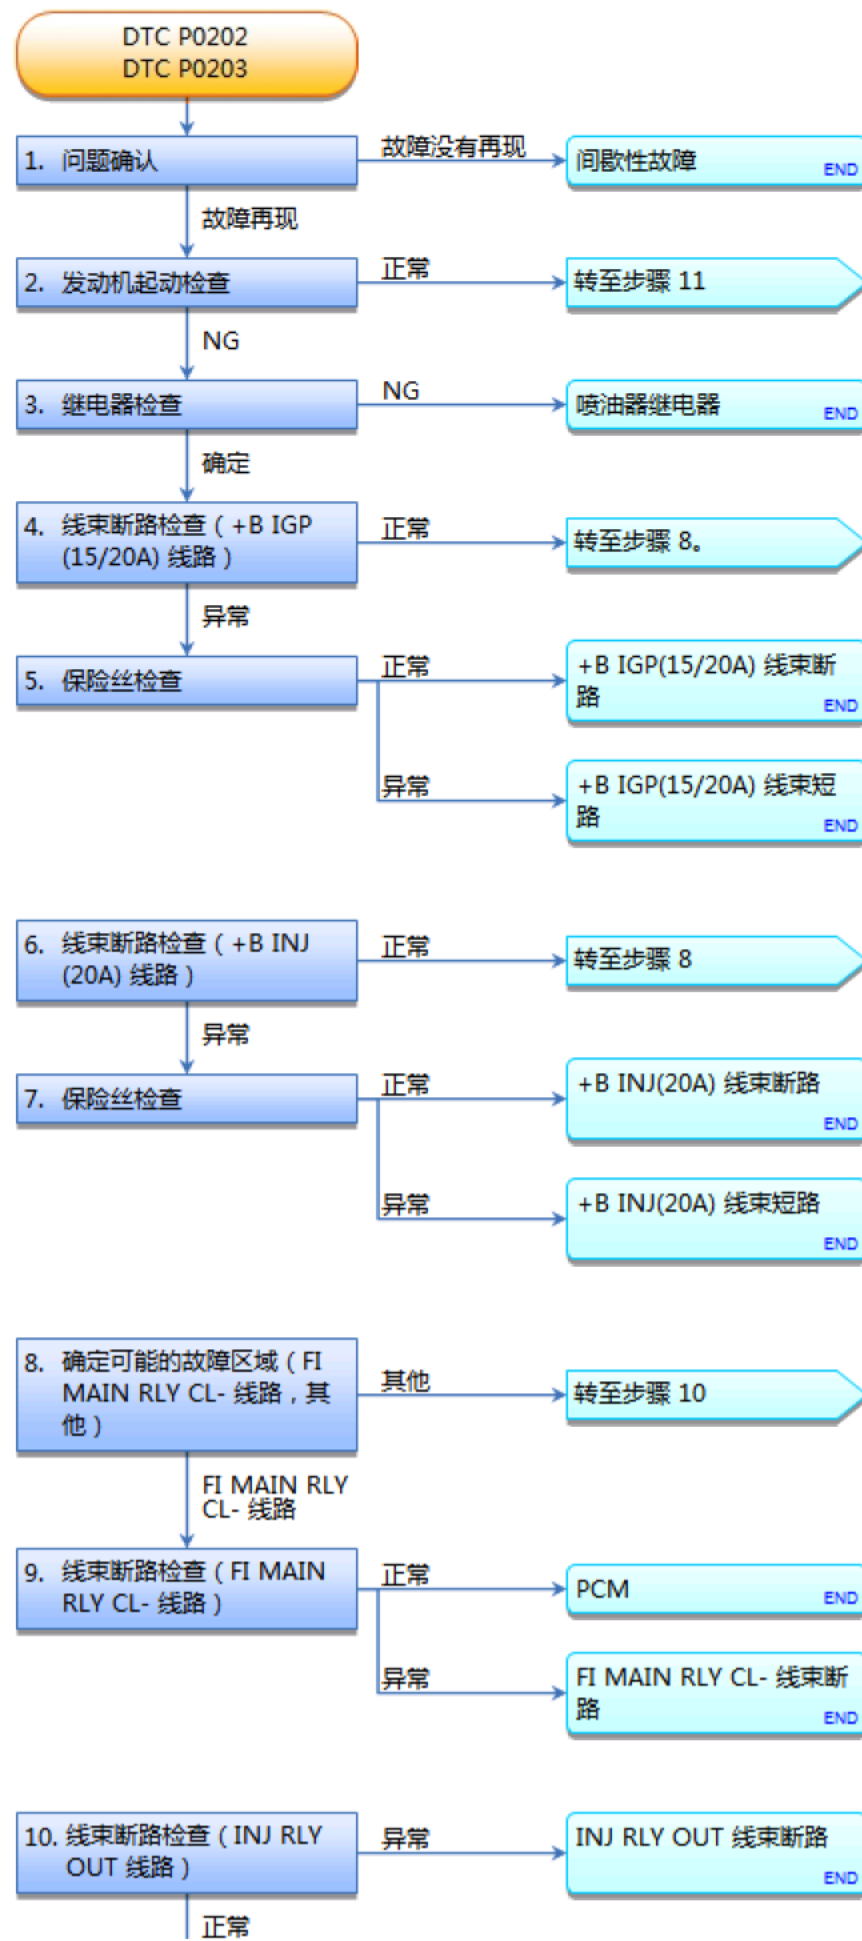 DTC P0202
DTC P0203
1. 问题确认
故障没有再现
间歇性故障
END
故障再现
2. 发动机起动检查
正常
转至步骤 11
NG
3. 继电器检查
NG
喷油器继电器
END
确定
4. 线束断路检查（+B IGP
(15/20A) 线路）
正常
转至步骤 8。
异常
5. 保险丝检查
正常
+B IGP(15/20A) 线束断
路
END
异常
+B IGP(15/20A) 线束短
路
END
6. 线束断路检查（+B INJ
(20A) 线路）
正常
转至步骤 8
异常
7. 保险丝检查
正常
+B INJ(20A) 线束断路
END
异常
+B INJ(20A) 线束短路
END
8. 确定可能的故障区域（FI
MAIN RLY CL- 线路，其
他）
其他
转至步骤 10
FI MAIN RLY
CL- 线路
9. 线束断路检查（FI MAIN
RLY CL- 线路）
正常
PCM
END
异常
FI MAIN RLY CL- 线束断
路
END
10. 线束断路检查（INJ RLY
OUT 线路）
异常
INJ RLY OUT 线束断路
END
正常